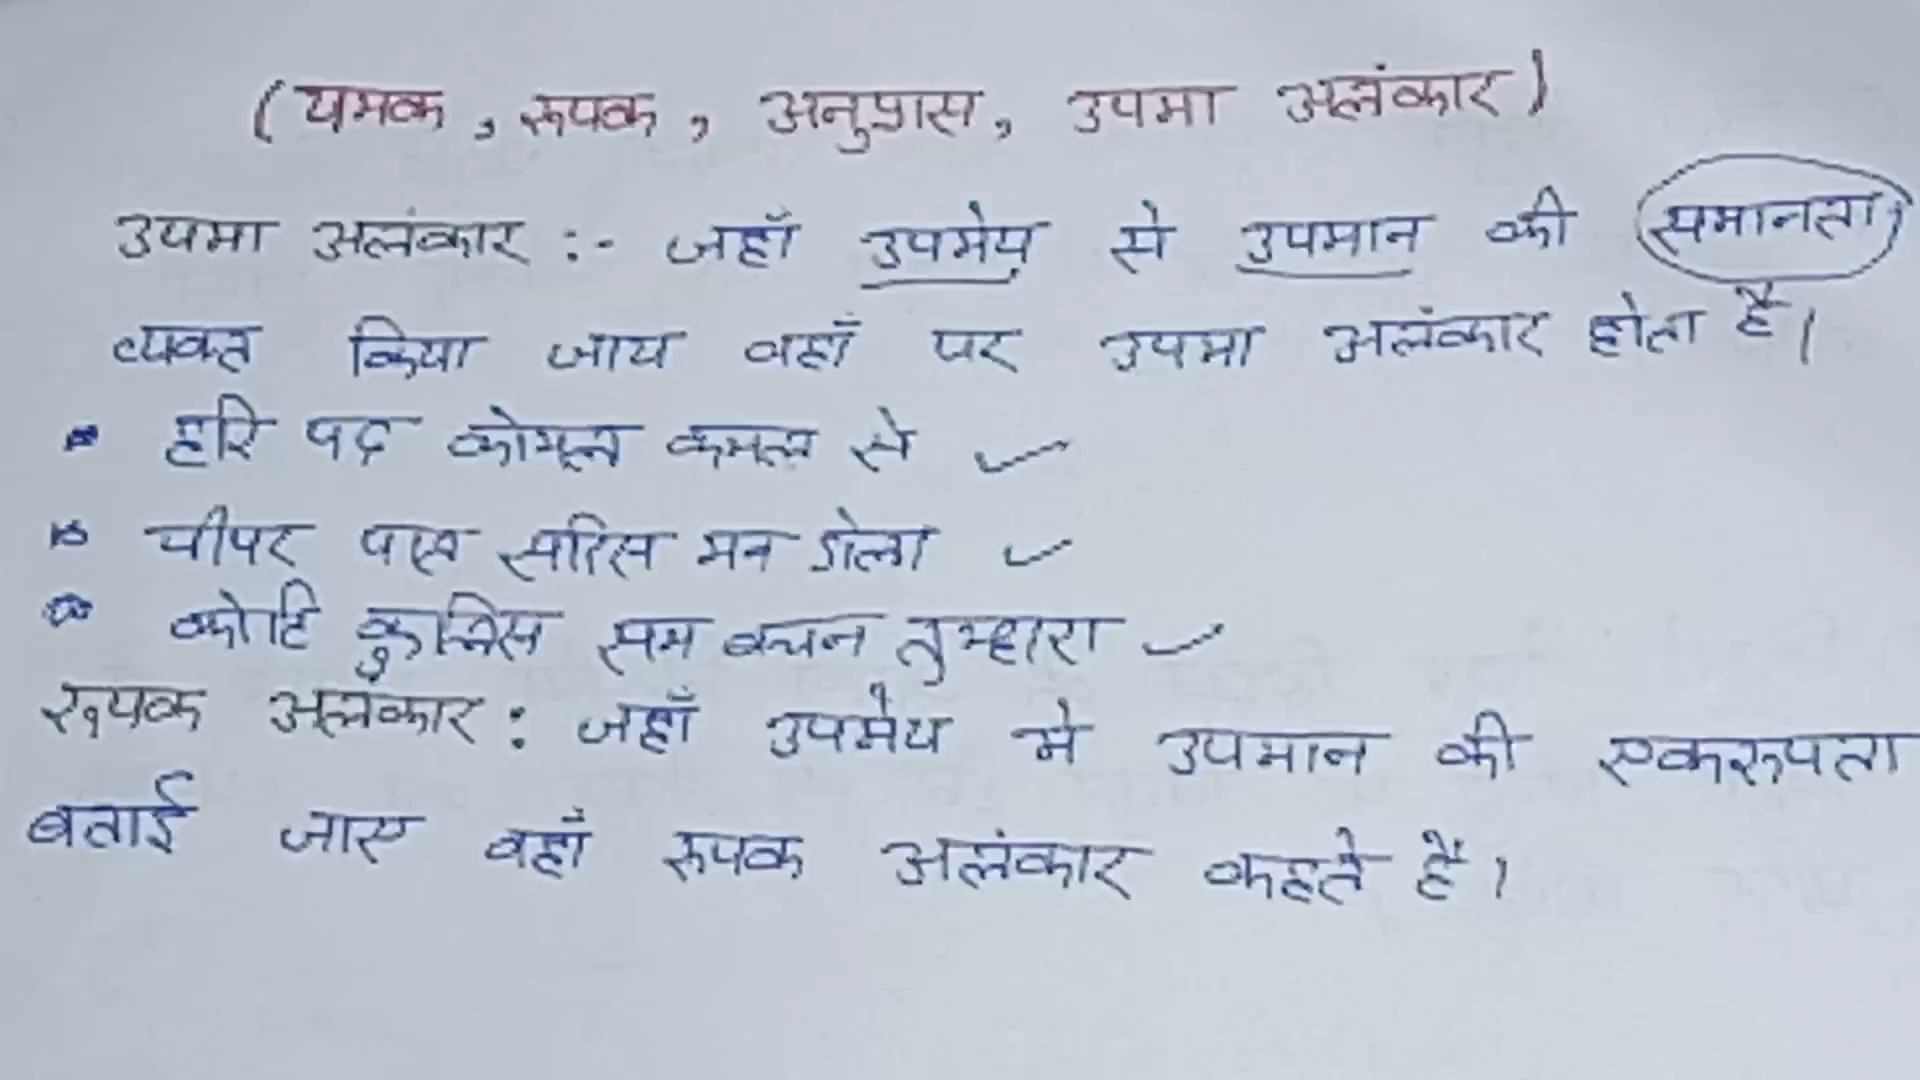 (यमक, रूपक, अनुप्रास, उपमा अलंकार)
उपमा अलंकार :- जहाँ उपमेय से उपमान की समानता
व्यक्त किया जाय वहाँ पर उपमा अलंकार होता है।
हरि पद कोमल कमल से ✓
पीपर पात सरिस मन डोला ✓
कोटि कुलिस सम वचन तुम्हारा ✓
रूपक अलंकार : जहाँ उपमेय मे उपमान की एकरूपता
बताई जाए वहाँ रूपक अलंकार कहते है।